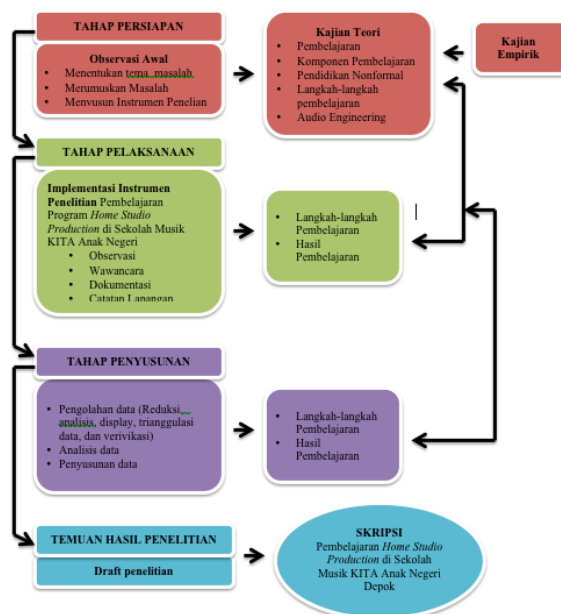 TAHAP PERSIAPAN
Observasi Awal
• Menentukan tema masalah
• Merumuskan Masalah
• Menyusun Instrumen Penelian
Kajian Teori
• Pembelajaran
• Komponen Pembelajaran
• Pendidikan Nonformal
• Langkah-langkah
pembelajaran
• Audio Engineering
Kajian
Empirik
TAHAP PELAKSANAAN
Implementasi Instrumen
Penelitian Pembelajaran
Program Home Studio
Production di Sekolah Musik
KITA Anak Negeri
• Observasi
• Wawancara
• Dokumentasi
• Catatan Lapangan
• Langkah-langkah
Pembelajaran
• Hasil
Pembelajaran
TAHAP PENYUSUNAN
• Pengolahan data (Reduksi,
analisis, display, trianggulasi
data, dan verivikasi)
• Analisis data
• Penyusunan data
• Langkah-langkah
Pembelajaran
• Hasil
Pembelajaran
TEMUAN HASIL PENELITIAN
Draft penelitian
SKRIPSI
Pembelajaran Home Studio
Production di Sekolah
Musik KITA Anak Negeri
Depok